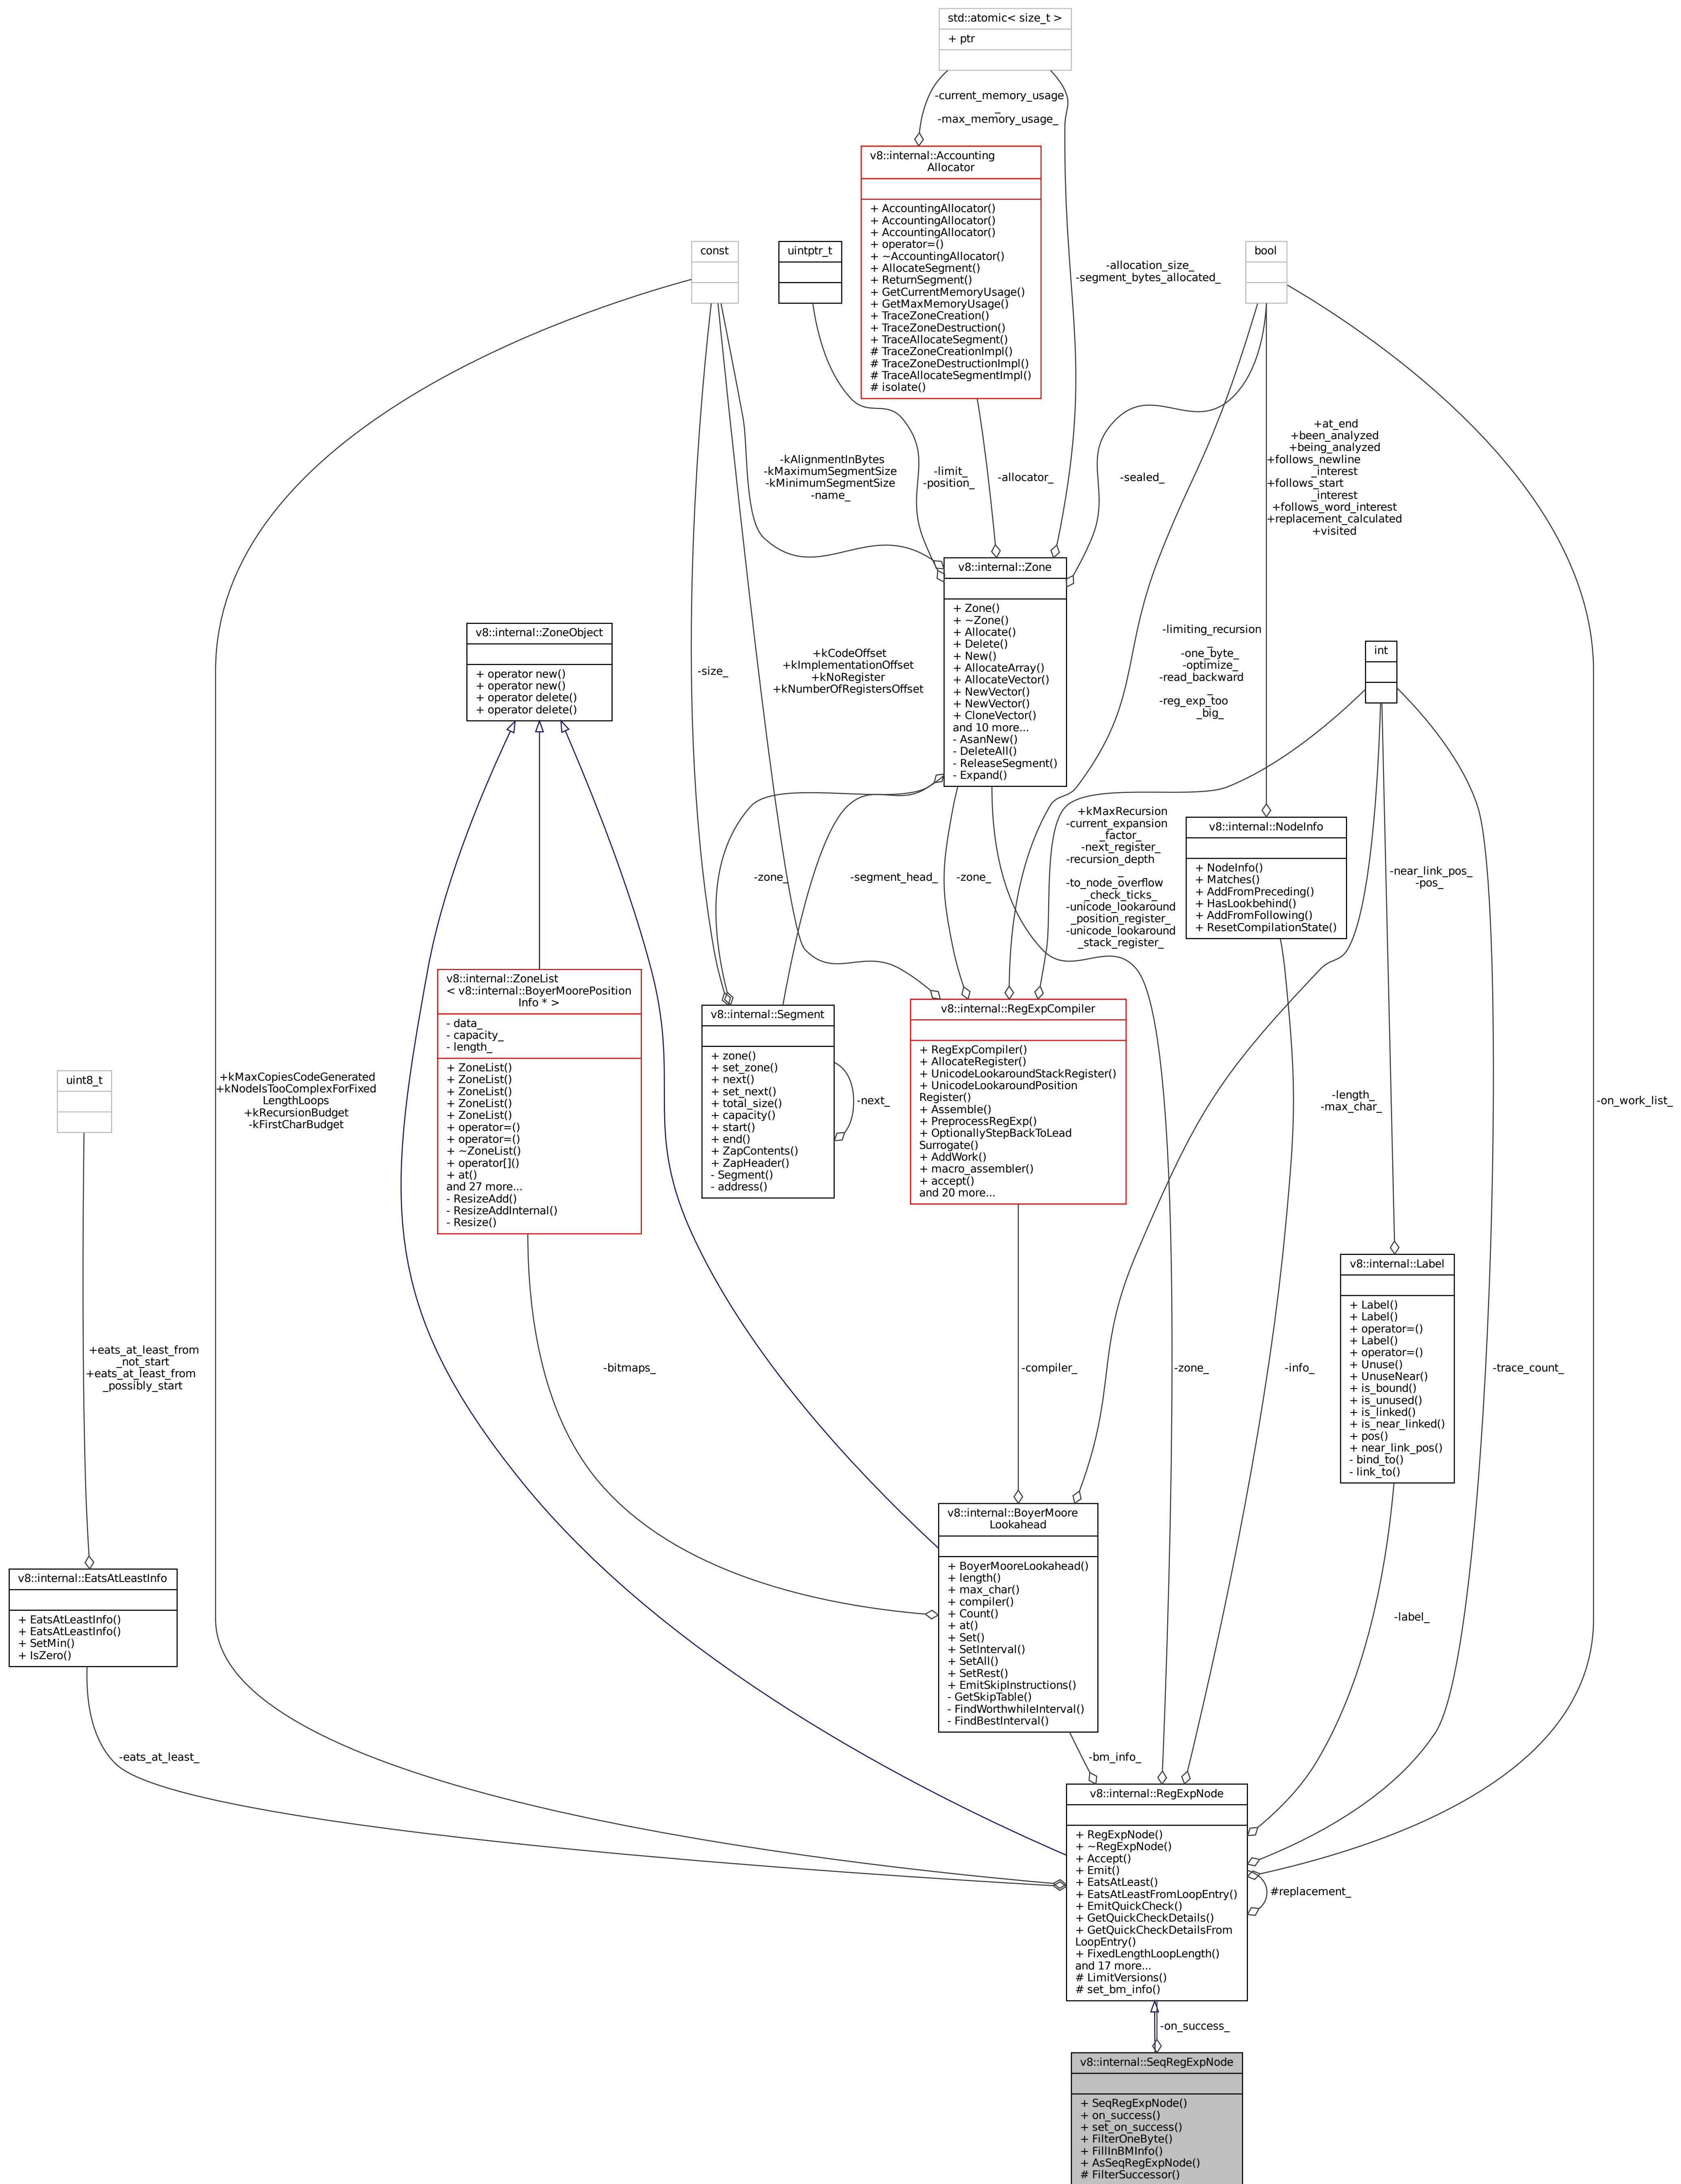 std::atomic< size_t >
+ ptr
-current_memory_usage
_
-max_memory_usage_
v8::internal::Accounting
Allocator
+ AccountingAllocator()
+ AccountingAllocator()
+ AccountingAllocator()
+ operator=()
+ ~AccountingAllocator()
+ AllocateSegment()
+ ReturnSegment()
+ GetCurrentMemoryUsage()
+ GetMaxMemoryUsage()
+ TraceZoneCreation()
+ TraceZoneDestruction()
+ TraceAllocateSegment()
# TraceZoneCreationImpl()
# TraceZoneDestructionImpl()
# TraceAllocateSegmentImpl()
# isolate()
const
uintptr_t
bool
-allocation_size_
-segment_bytes_allocated_
-kAlignmentInBytes
-kMaximumSegmentSize
-kMinimumSegmentSize
-name_
-limit_
-position_
-allocator_
-sealed_
+at_end
+been_analyzed
+being_analyzed
+follows_newline
_interest
+follows_start
_interest
+follows_word_interest
+replacement_calculated
+visited
v8::internal::Zone
+ Zone()
+ ~Zone()
+ Allocate()
+ Delete()
+ New()
+ AllocateArray()
+ AllocateVector()
+ NewVector()
+ NewVector()
+ CloneVector()
and 10 more...
- AsanNew()
- DeleteAll()
- ReleaseSegment()
- Expand()
v8::internal::ZoneObject
+ operator new()
+ operator new()
+ operator delete()
+ operator delete()
-size_
+kCodeOffset
+kImplementationOffset
+kNoRegister
+kNumberOfRegistersOffset
-limiting_recursion
_
-one_byte_
-optimize_
-read_backward
_
-reg_exp_too
_big_
int
-zone_
-segment_head_
-zone_
+kMaxRecursion
-current_expansion
_factor_
-next_register_
-recursion_depth
_
-to_node_overflow
_check_ticks_
-unicode_lookaround
_position_register_
-unicode_lookaround
_stack_register_
v8::internal::NodeInfo
+ NodeInfo()
+ Matches()
+ AddFromPreceding()
+ HasLookbehind()
+ AddFromFollowing()
+ ResetCompilationState()
-near_link_pos_
-pos_
v8::internal::ZoneList
< v8::internal::BoyerMoorePosition
Info * >
- data_
- capacity_
- length_
+ ZoneList()
+ ZoneList()
+ ZoneList()
+ ZoneList()
+ ZoneList()
+ operator=()
+ operator=()
+ ~ZoneList()
+ operator[]()
+ at()
and 27 more...
- ResizeAdd()
- ResizeAddInternal()
- Resize()
v8::internal::Segment
+ zone()
+ set_zone()
+ next()
+ set_next()
+ total_size()
+ capacity()
+ start()
+ end()
+ ZapContents()
+ ZapHeader()
- Segment()
- address()
-next_
v8::internal::RegExpCompiler
+ RegExpCompiler()
+ AllocateRegister()
+ UnicodeLookaroundStackRegister()
+ UnicodeLookaroundPosition
Register()
+ Assemble()
+ PreprocessRegExp()
+ OptionallyStepBackToLead
Surrogate()
+ AddWork()
+ macro_assembler()
+ accept()
and 20 more...
uint8_t
+kMaxCopiesCodeGenerated
+kNodeIsTooComplexForFixed
LengthLoops
+kRecursionBudget
-kFirstCharBudget
-length_
-max_char_
-on_work_list_
v8::internal::Label
+ Label()
+ Label()
+ operator=()
+ Label()
+ operator=()
+ Unuse()
+ UnuseNear()
+ is_bound()
+ is_unused()
+ is_linked()
+ is_near_linked()
+ pos()
+ near_link_pos()
- bind_to()
- link_to()
+eats_at_least_from
_not_start
+eats_at_least_from
_possibly_start
-bitmaps_
-compiler_
-zone_
-info_
-trace_count_
v8::internal::BoyerMoore
Lookahead
+ BoyerMooreLookahead()
+ length()
+ max_char()
+ compiler()
+ Count()
+ at()
+ Set()
+ SetInterval()
+ SetAll()
+ SetRest()
+ EmitSkipInstructions()
- GetSkipTable()
- FindWorthwhileInterval()
- FindBestInterval()
v8::internal::EatsAtLeastInfo
+ EatsAtLeastInfo()
+ EatsAtLeastInfo()
+ SetMin()
+ IsZero()
-label_
-eats_at_least_
-bm_info_
v8::internal::RegExpNode
+ RegExpNode()
+ ~RegExpNode()
+ Accept()
+ Emit()
+ EatsAtLeast()
+ EatsAtLeastFromLoopEntry()
+ EmitQuickCheck()
+ GetQuickCheckDetails()
+ GetQuickCheckDetailsFrom
LoopEntry()
+ FixedLengthLoopLength()
and 17 more...
# LimitVersions()
# set_bm_info()
#replacement_
-on_success_
v8::internal::SeqRegExpNode
+ SeqRegExpNode()
+ on_success()
+ set_on_success()
+ FilterOneByte()
+ FillInBMInfo()
+ AsSeqRegExpNode()
# FilterSuccessor()